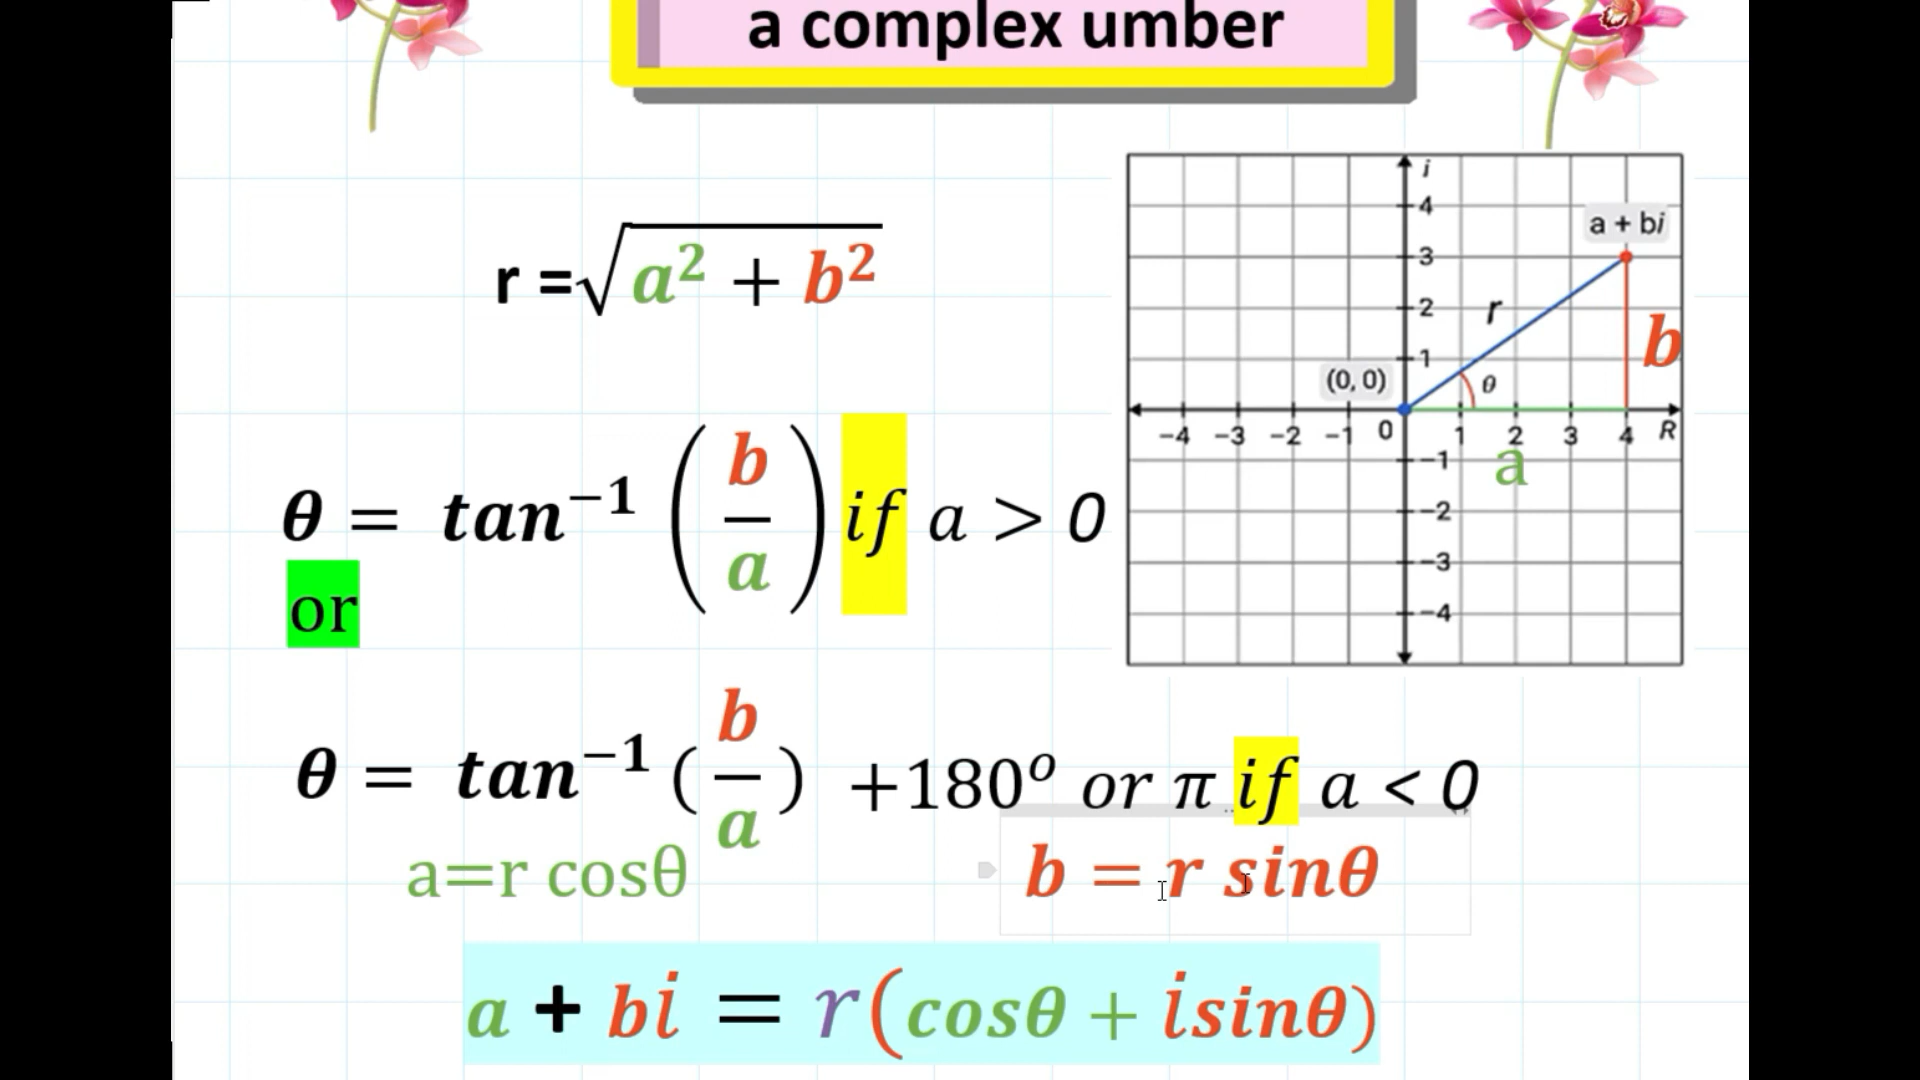 a complex umber
r =√a² + b²
θ = tan⁻¹ (b/a) if a > 0
or
θ = tan⁻¹ (b/a) +180ᵒ or π if a < 0
a=r cosθ
b = r sinθ
a + bi = r(cosθ + isinθ)
i
4
a + bi
3
2
r
1
b
(0, 0)
θ
−4 −3 −2 −1 0 1 2 3 4 R
−1
a
−2
−3
−4